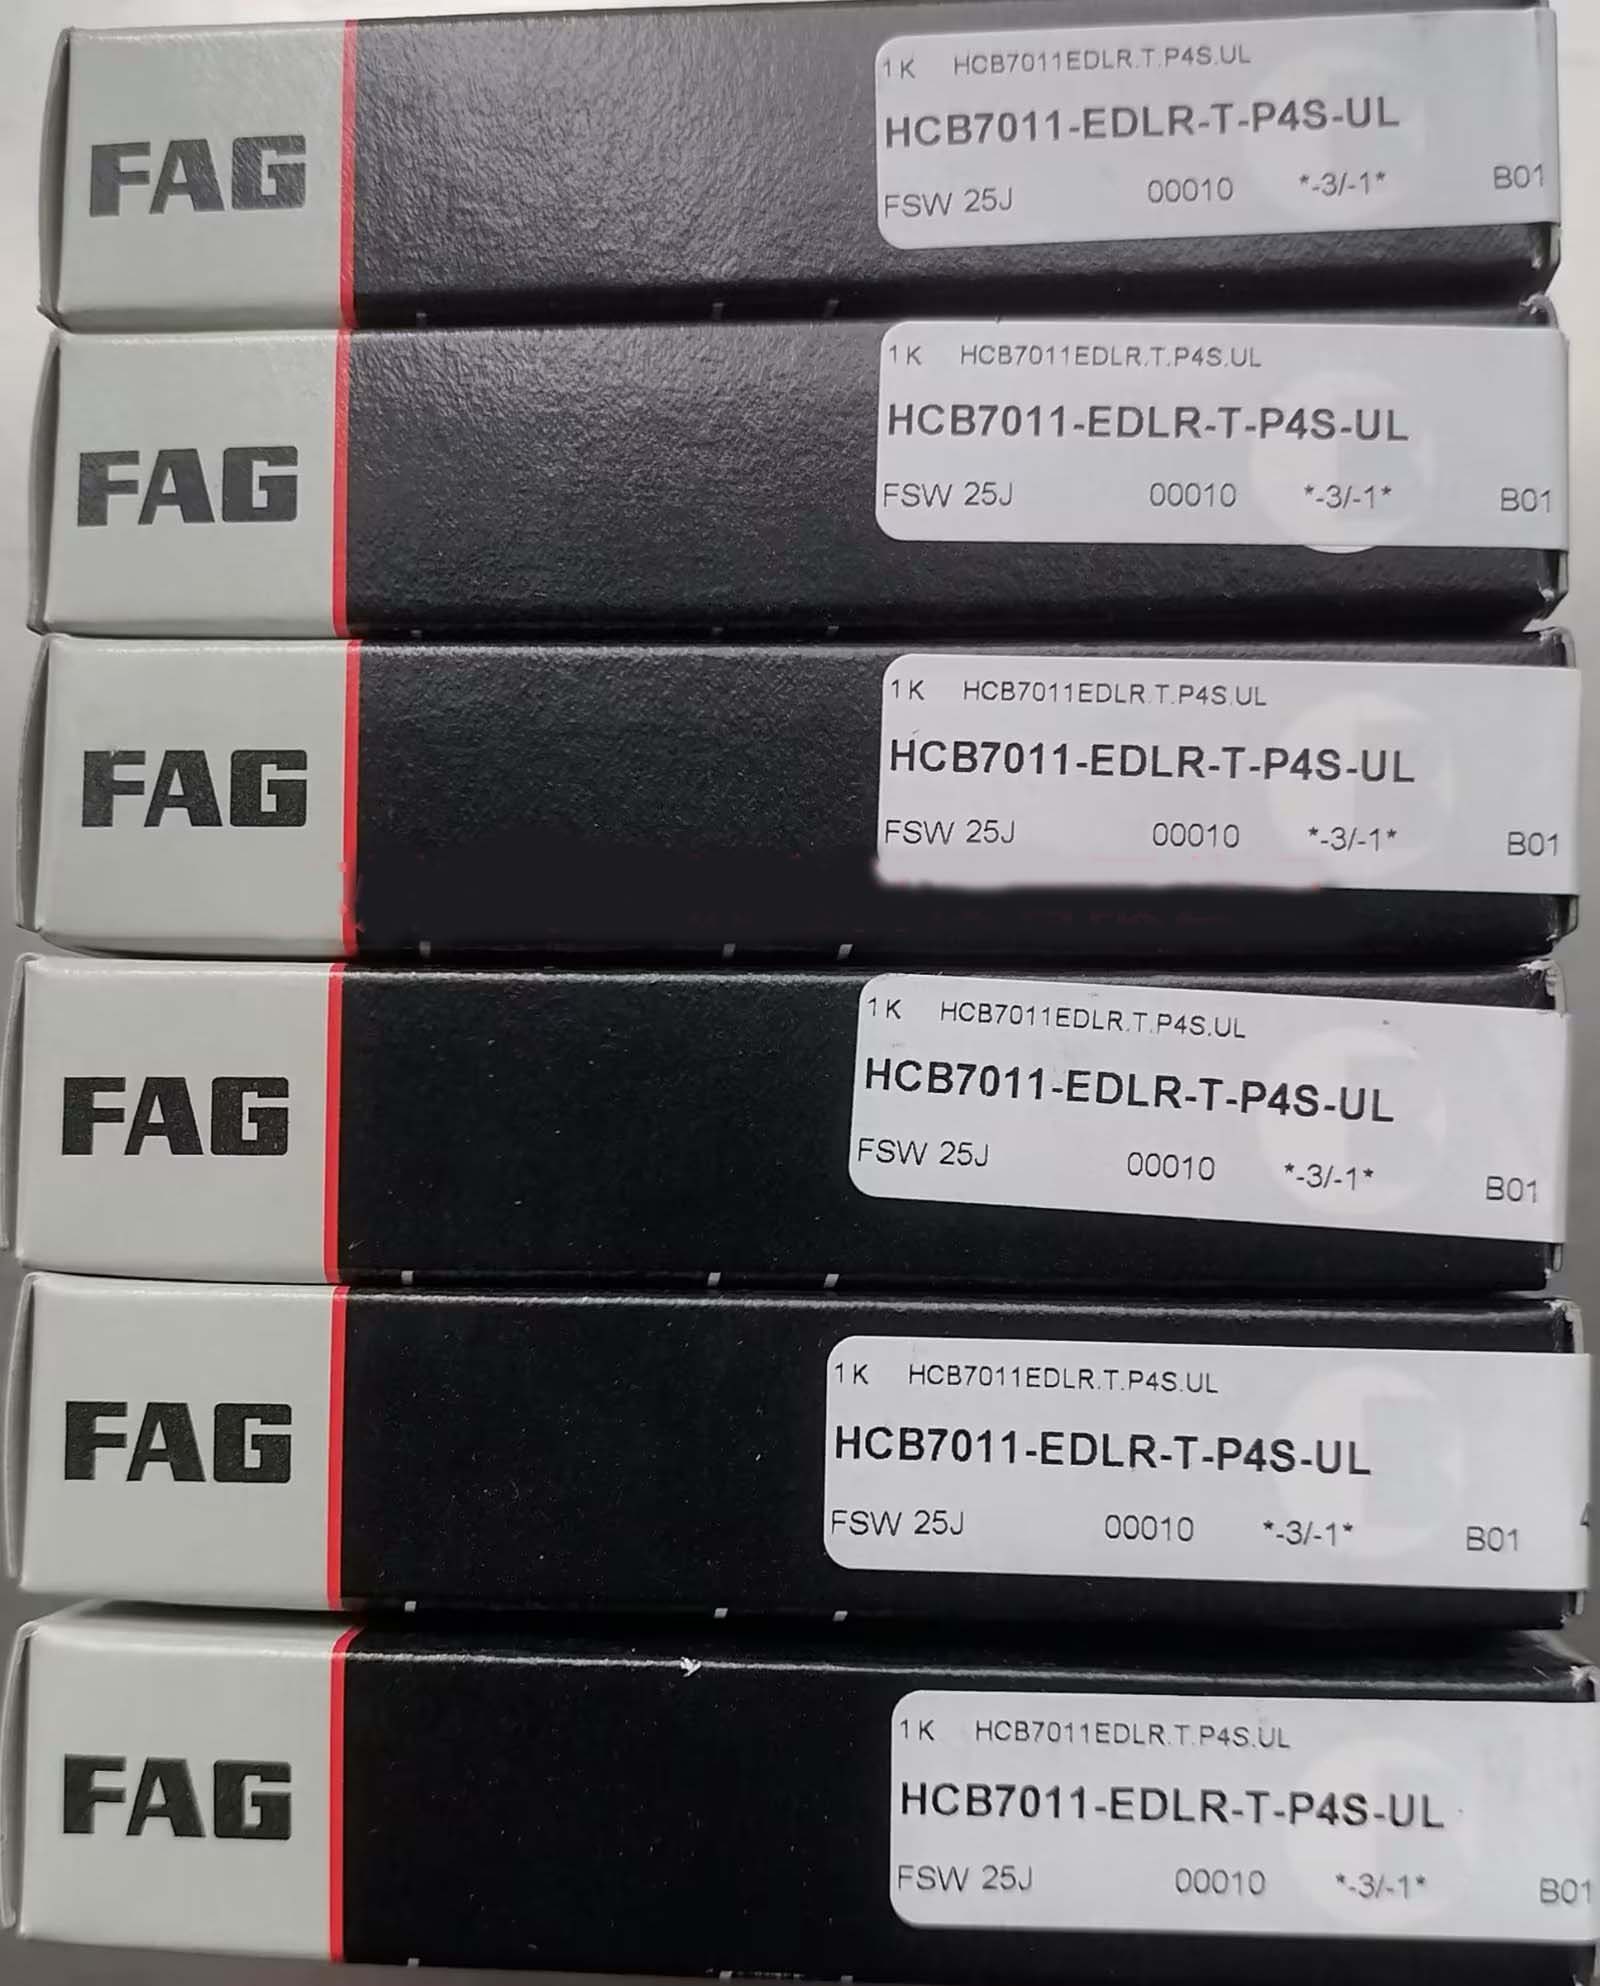 FAG
1 K HCB7011EDLR.T.P4S.UL
HCB7011-EDLR-T-P4S-UL
FSW 25J 00010 *-3/-1* B01
FAG
1 K HCB7011EDLR.T.P4S.UL
HCB7011-EDLR-T-P4S-UL
FSW 25J 00010 *-3/-1* B01
FAG
1 K HCB7011EDLR.T.P4S.UL
HCB7011-EDLR-T-P4S-UL
FSW 25J 00010 *-3/-1* B01
FAG
1 K HCB7011EDLR.T.P4S.UL
HCB7011-EDLR-T-P4S-UL
FSW 25J 00010 *-3/-1* B01
FAG
1 K HCB7011EDLR.T.P4S.UL
HCB7011-EDLR-T-P4S-UL
FSW 25J 00010 *-3/-1* B01
FAG
1 K HCB7011EDLR.T.P4S.UL
HCB7011-EDLR-T-P4S-UL
FSW 25J 00010 *-3/-1* B01